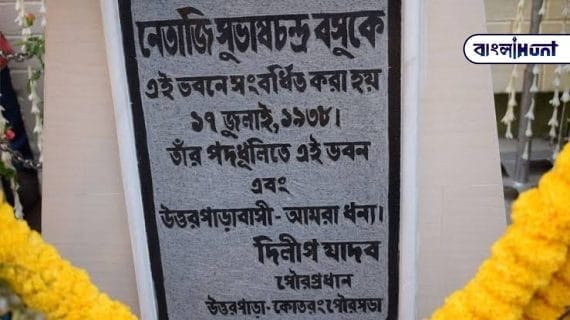 বাংলাHunt
নেতাজি সুভাষচন্দ্র বসুকে
এই ভবনে সংবর্ধিত করা হয়
১৭ জুলাই, ১৯৩৮।
তাঁর পদধূলিতে এই ভবন
এবং
উত্তরপাড়াবাসী - আমরা ধন্য।
দিলীপ যাদব
পৌরপ্রধান
উত্তরপাড়া - কোতরং পৌরসভা